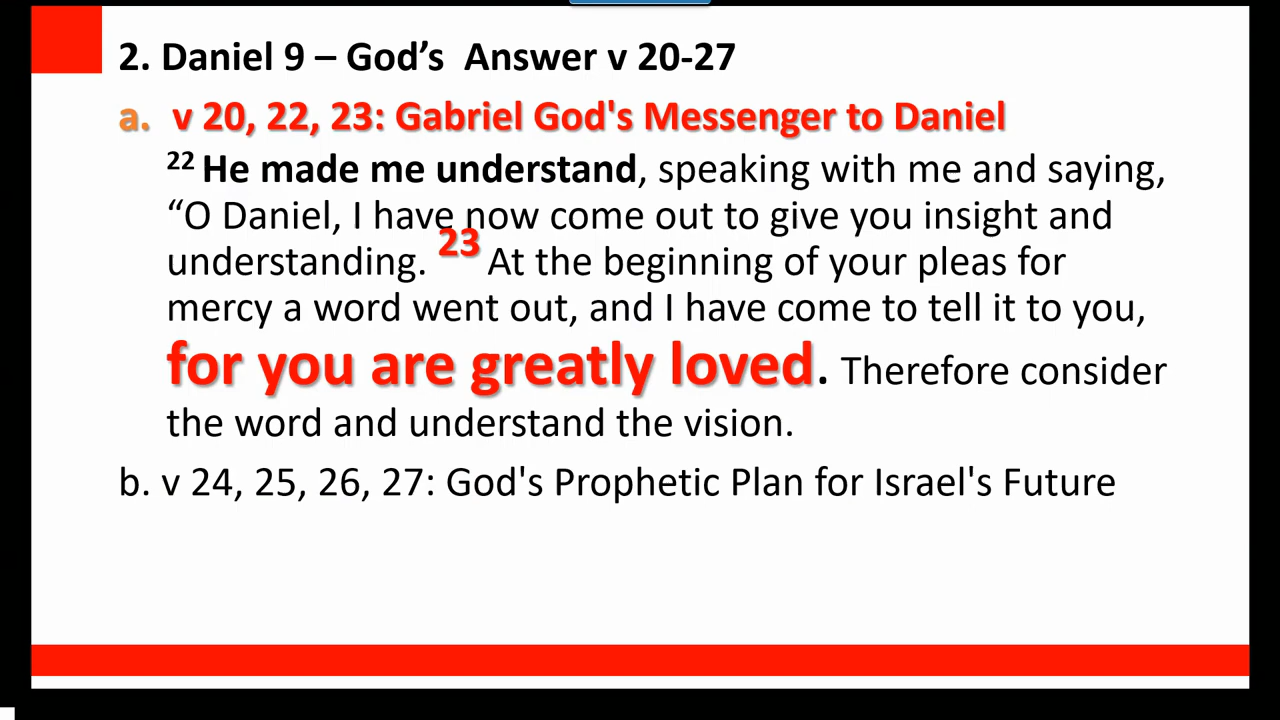 2. Daniel 9 – God’s  Answer v 20-27
a. v 20, 22, 23: Gabriel God's Messenger to Daniel
22 He made me understand, speaking with me and saying,
“O Daniel, I have now come out to give you insight and
understanding. 23 At the beginning of your pleas for
mercy a word went out, and I have come to tell it to you,
for you are greatly loved. Therefore consider
the word and understand the vision.
b. v 24, 25, 26, 27: God's Prophetic Plan for Israel's Future